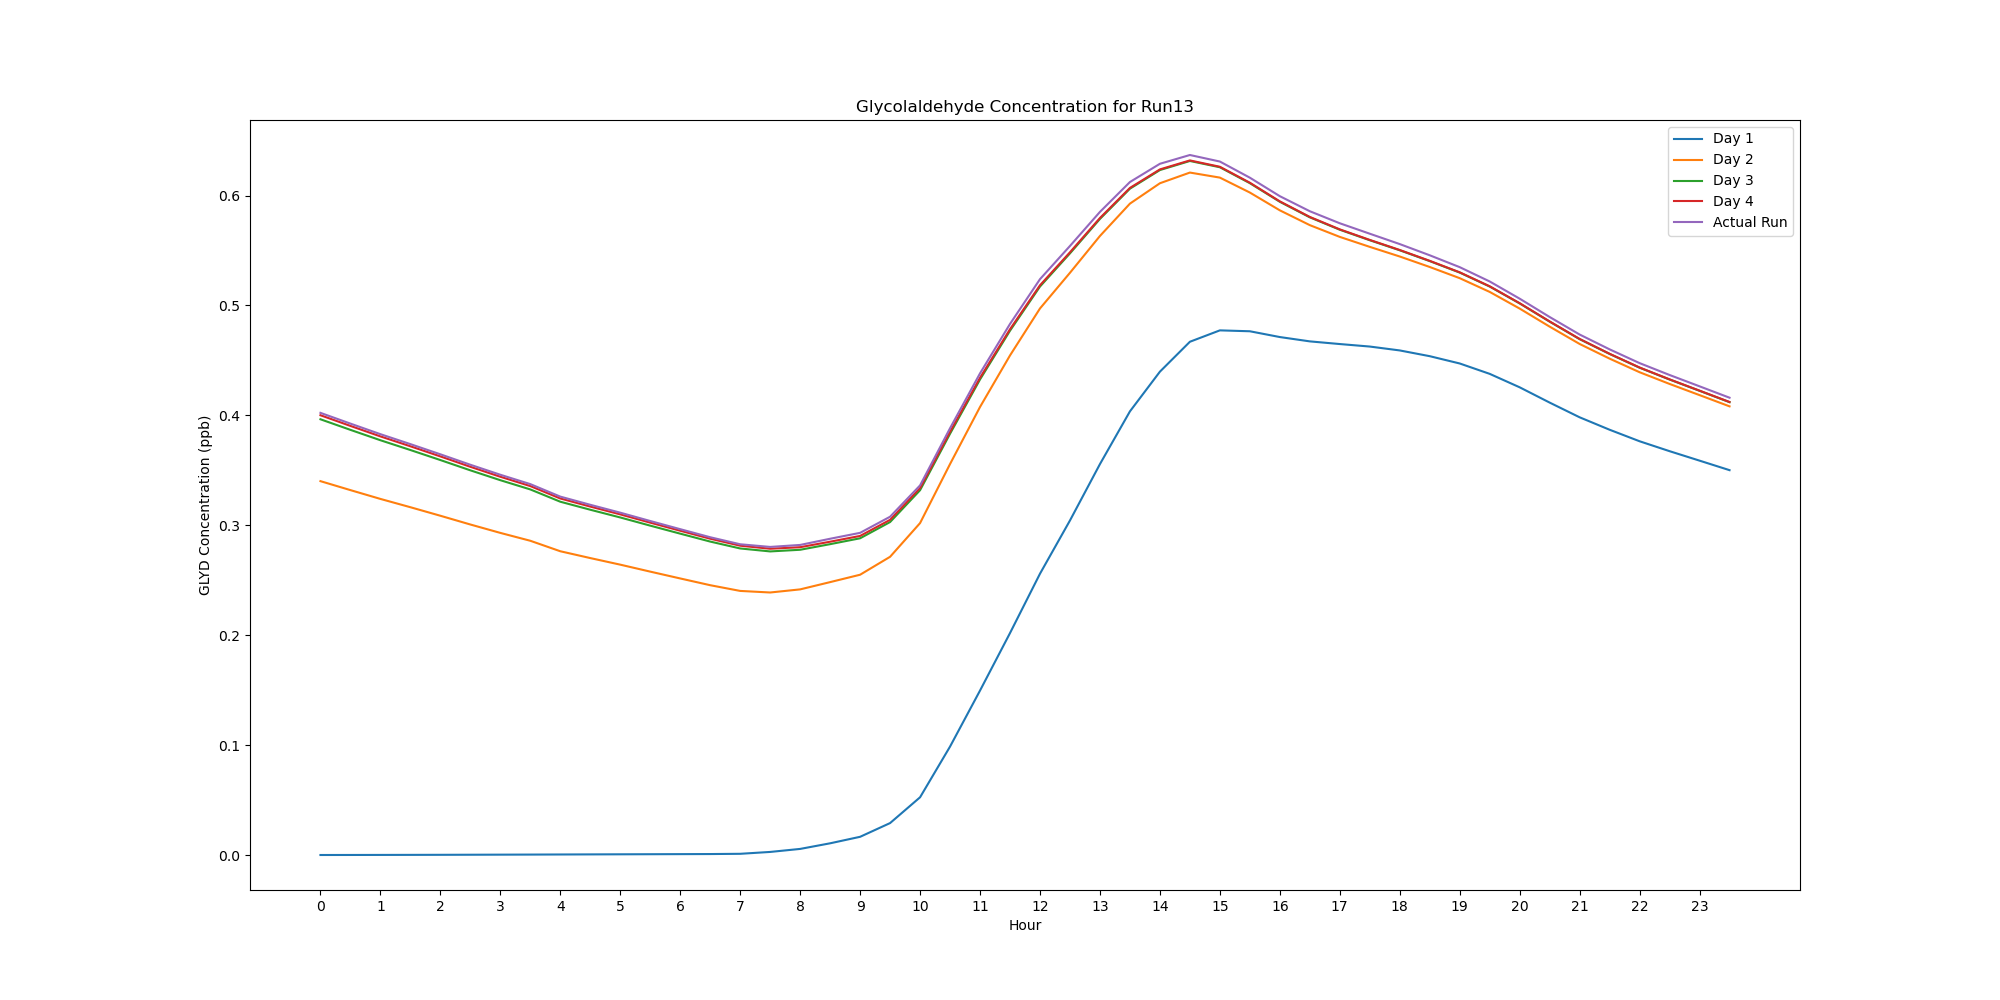 Glycolaldehyde Concentration for Run13
Day 1
Day 2
Day 3
Day 4
Actual Run
GLYD Concentration (ppb)
0.6
0.5
0.4
0.3
0.2
0.1
0.0
0 1 2 3 4 5 6 7 8 9 10 11 12 13 14 15 16 17 18 19 20 21 22 23
Hour